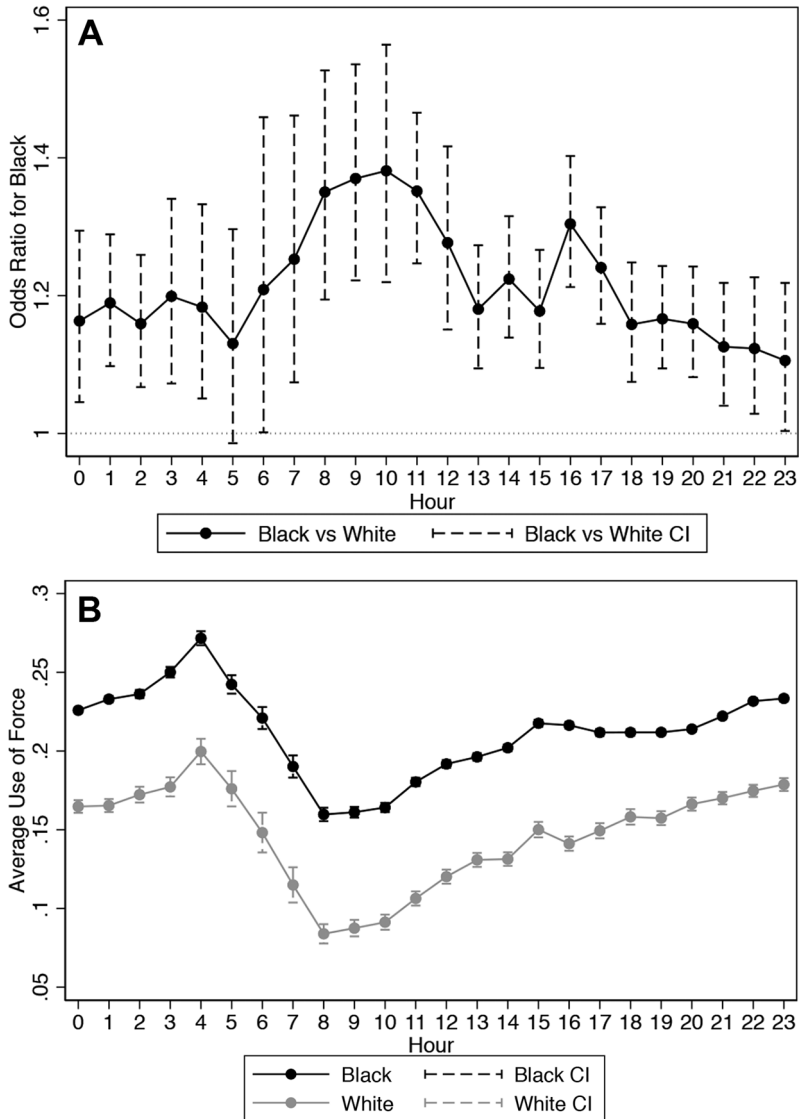 A
Odds Ratio for Black
1.6
1.4
1.2
1
0 1 2 3 4 5 6 7 8 9 10 11 12 13 14 15 16 17 18 19 20 21 22 23
Hour
Black vs White Black vs White CI
B
Average Use of Force
.3
.25
.2
.15
.1
.05
0 1 2 3 4 5 6 7 8 9 10 11 12 13 14 15 16 17 18 19 20 21 22 23
Hour
Black Black CI
White White CI